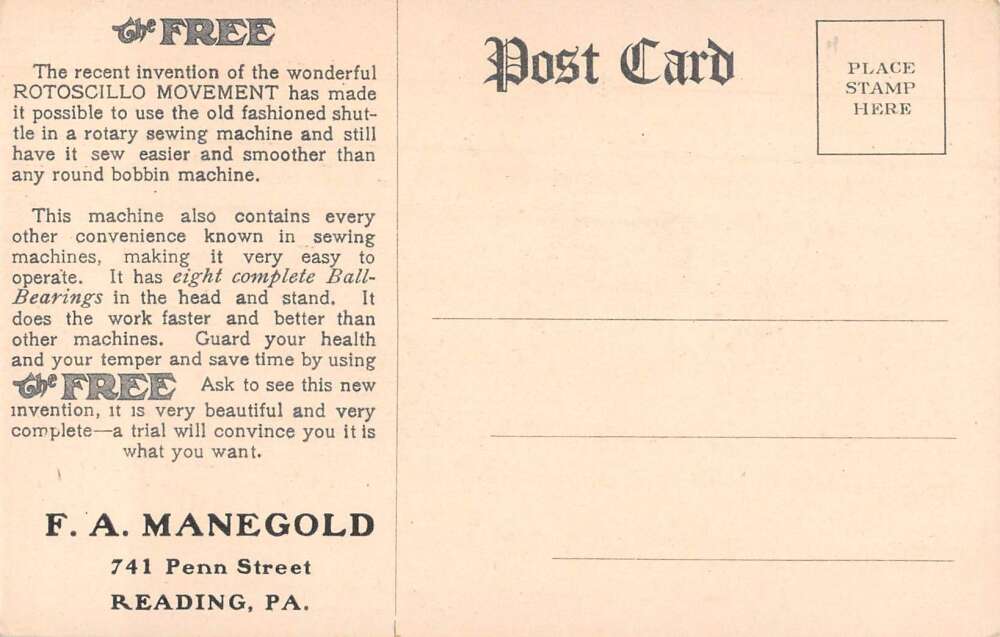 The FREE
The recent invention of the wonderful
ROTOSCILLO MOVEMENT has made
it possible to use the old fashioned shut-
tle in a rotary sewing machine and still
have it sew easier and smoother than
any round bobbin machine.
This machine also contains every
other convenience known in sewing
machines, making it very easy to
operate. It has eight complete Ball-
Bearings in the head and stand. It
does the work faster and better than
other machines. Guard your health
and your temper and save time by using
The FREE Ask to see this new
invention, it is very beautiful and very
complete—a trial will convince you it is
what you want.
F. A. MANEGOLD
741 Penn Street
READING, PA.
Post Card
PLACE
STAMP
HERE